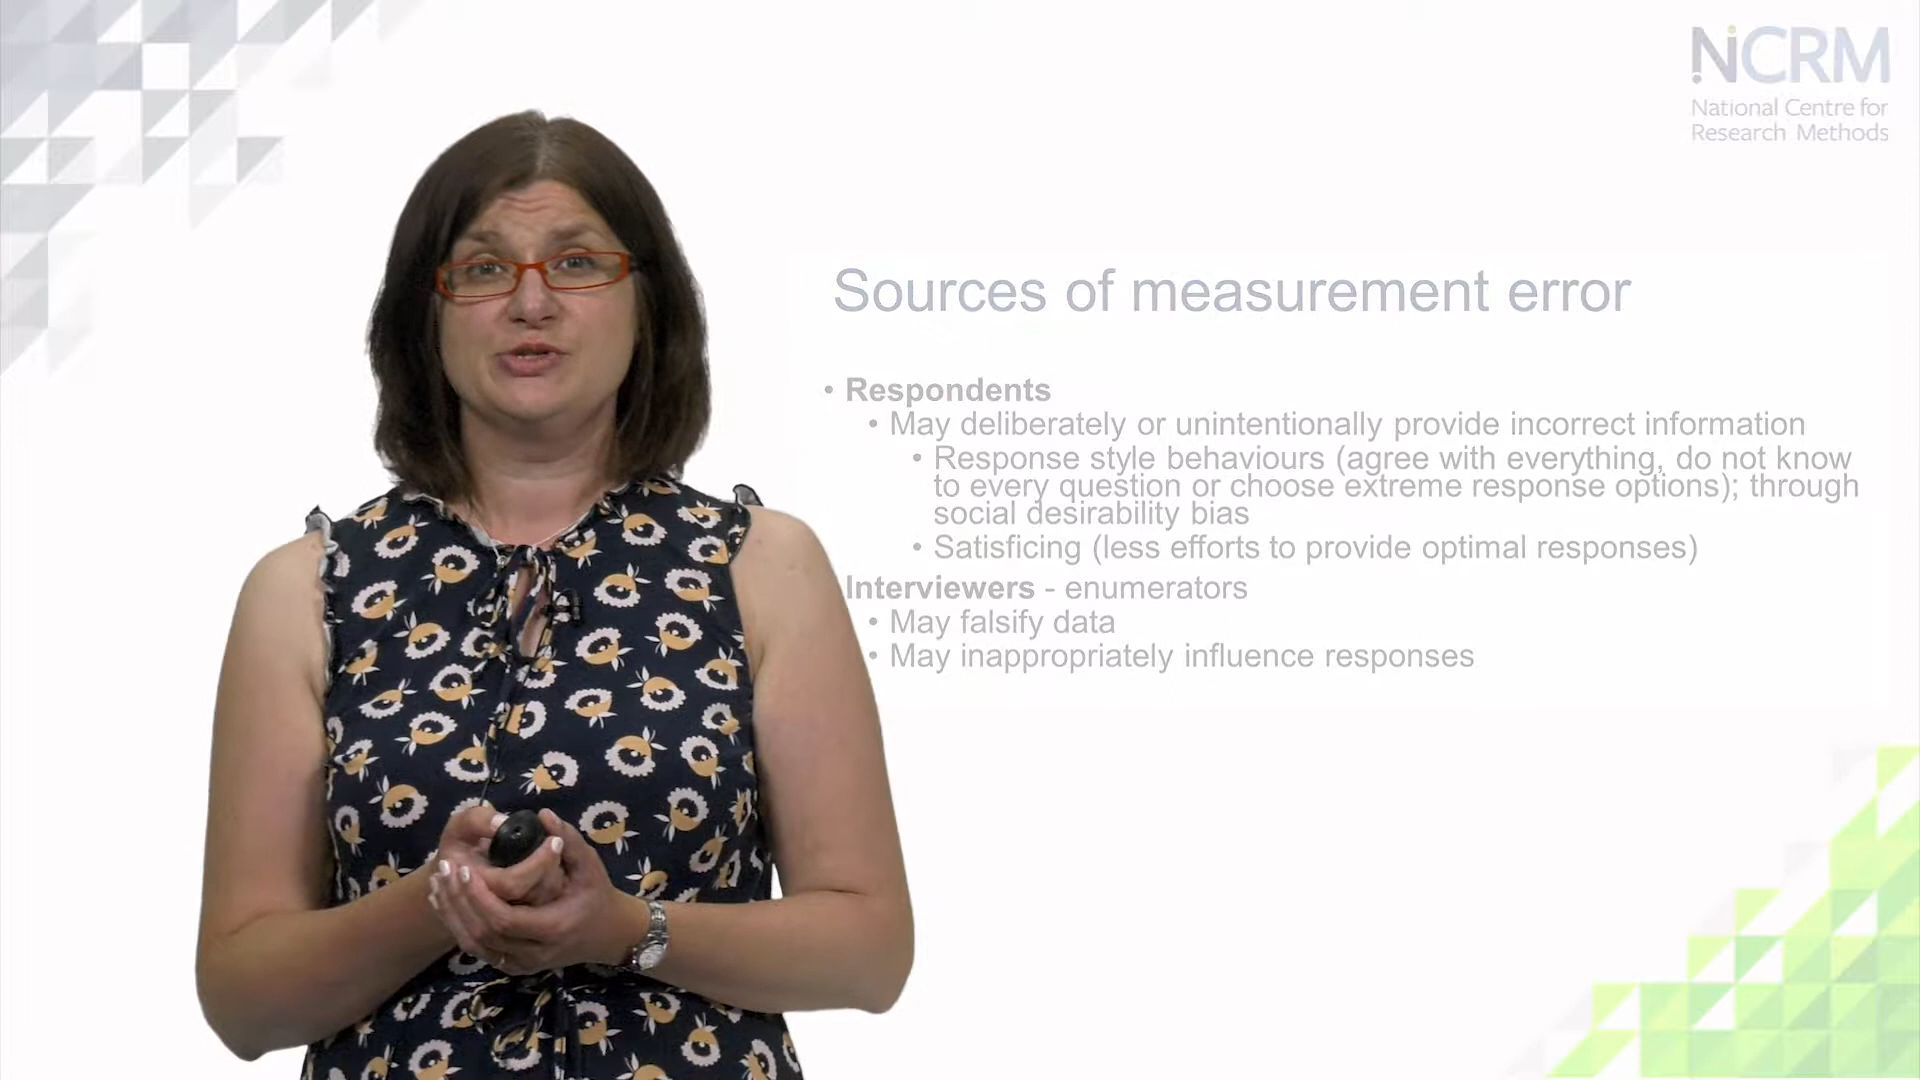 NCRM
National Centre for
Research Methods
Sources of measurement error
• Respondents
• May deliberately or unintentionally provide incorrect information
• Response style behaviours (agree with everything, do not know
to every question or choose extreme response options); through
social desirability bias
• Satisficing (less efforts to provide optimal responses)
Interviewers - enumerators
• May falsify data
• May inappropriately influence responses